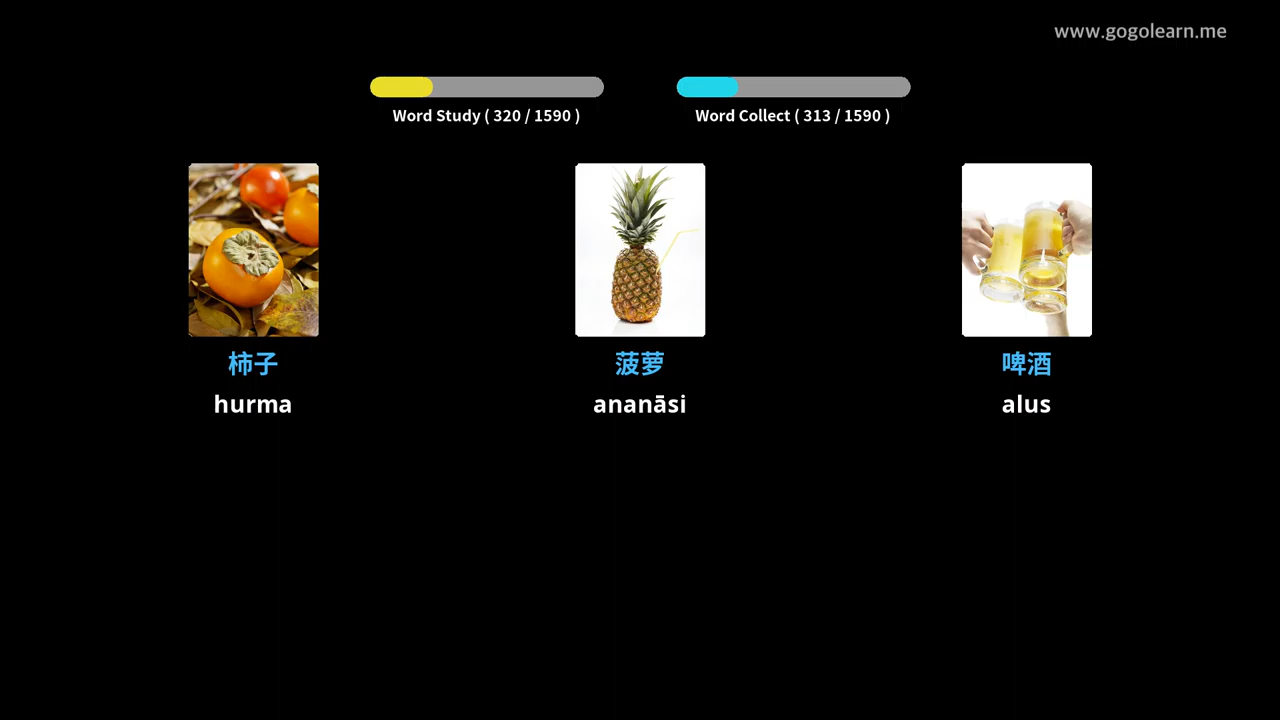 www.gogolearn.me
Word Study ( 320 / 1590 )
Word Collect ( 313 / 1590 )
柿子
菠萝
啤酒
hurma
ananāsi
alus